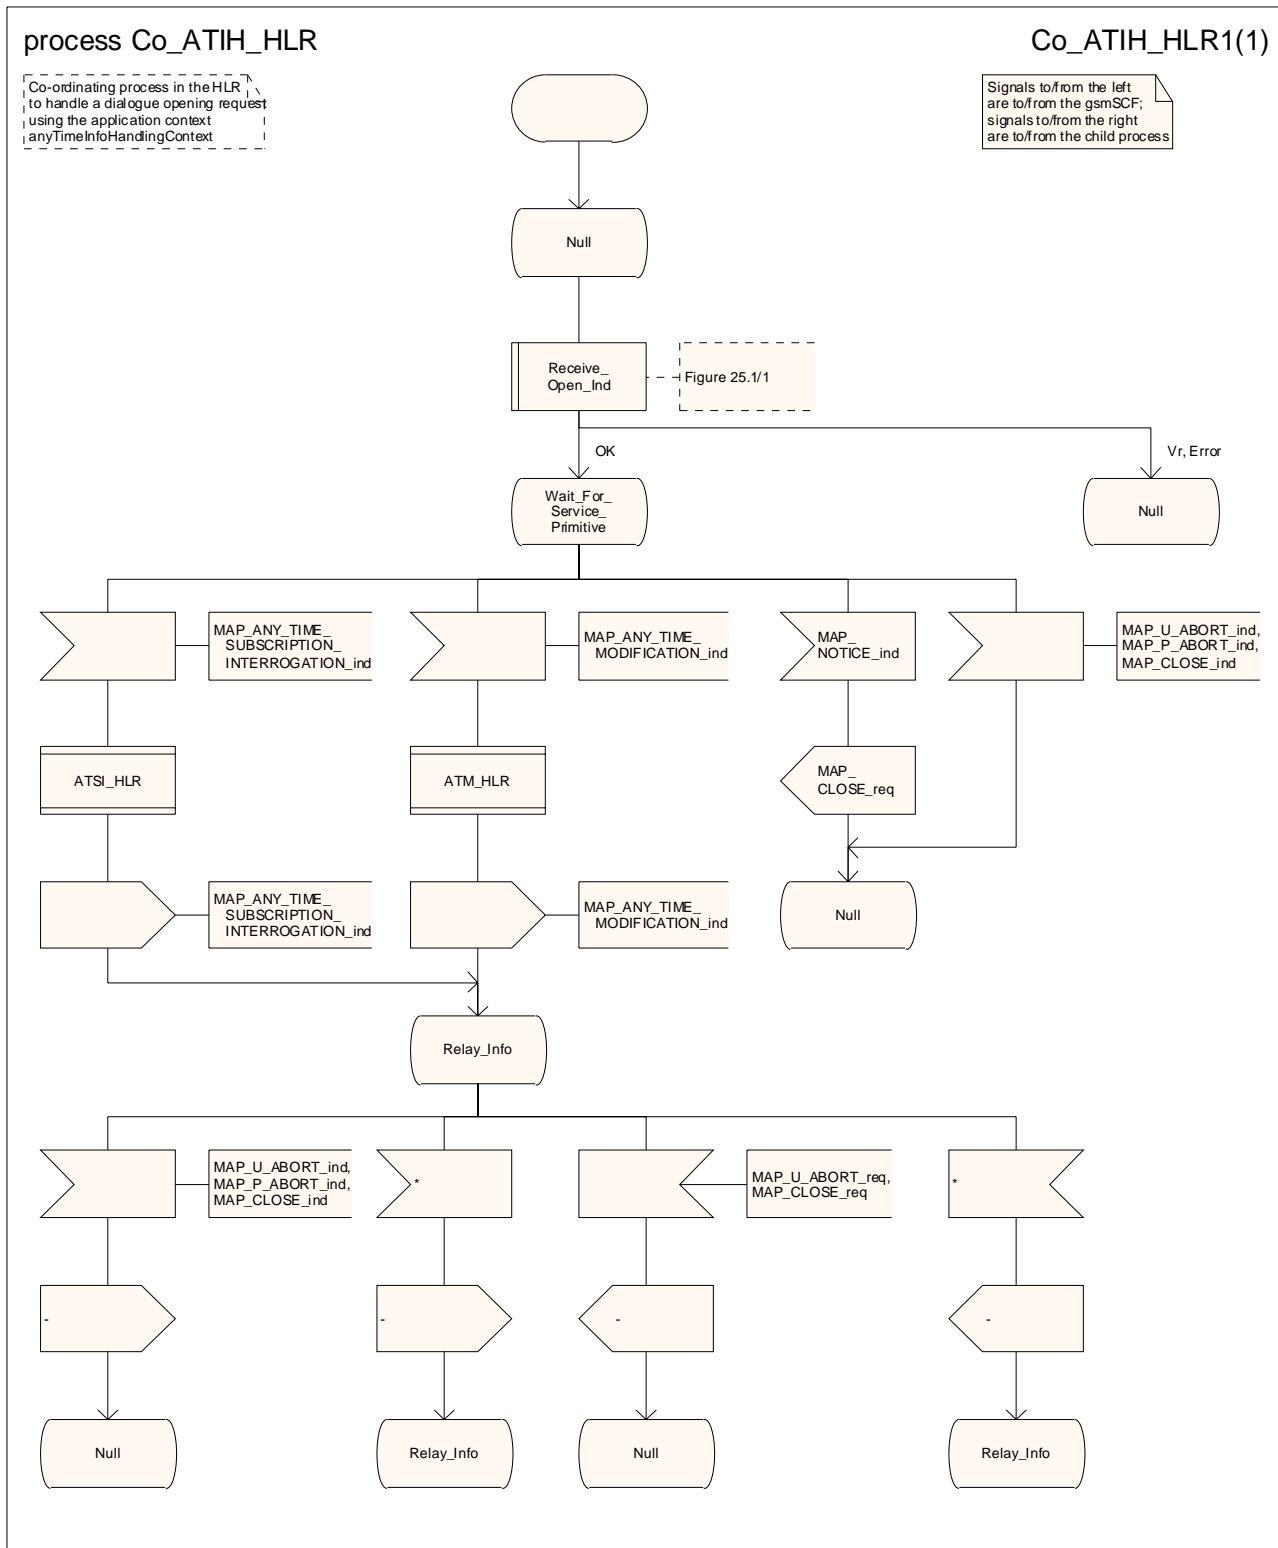 process Co_ATIH_HLR
Co_ATIH_HLR1(1)
Co-ordinating process in the HLR
to handle a dialogue opening request
using the application context
anyTimeInfoHandlingContext
Signals to/from the left
are to/from the gsmSCF;
signals to/from the right
are to/from the child process
Null
Receive_
Open_Ind
Figure 25.1/1
OK
Vr, Error
Wait_For_
Service_
Primitive
Null
MAP_ANY_TIME_
SUBSCRIPTION_
INTERROGATION_ind
MAP_ANY_TIME_
MODIFICATION_ind
MAP_
NOTICE_ind
MAP_U_ABORT_ind,
MAP_P_ABORT_ind,
MAP_CLOSE_ind
ATSI_HLR
ATM_HLR
MAP_
CLOSE_req
MAP_ANY_TIME_
SUBSCRIPTION_
INTERROGATION_ind
MAP_ANY_TIME_
MODIFICATION_ind
Null
Relay_Info
MAP_U_ABORT_ind,
MAP_P_ABORT_ind,
MAP_CLOSE_ind
*
MAP_U_ABORT_req,
MAP_CLOSE_req
*
-
-
-
-
Null
Relay_Info
Null
Relay_Info